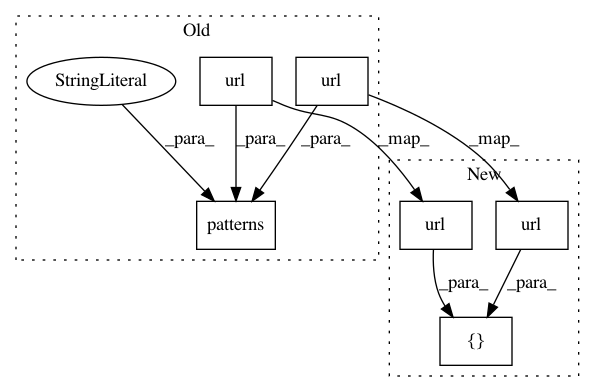 Old
StringLiteral
url
url
_para_
_para_
_para_
_map_
_map_
New
patterns
url
url
_para_
_para_
{}